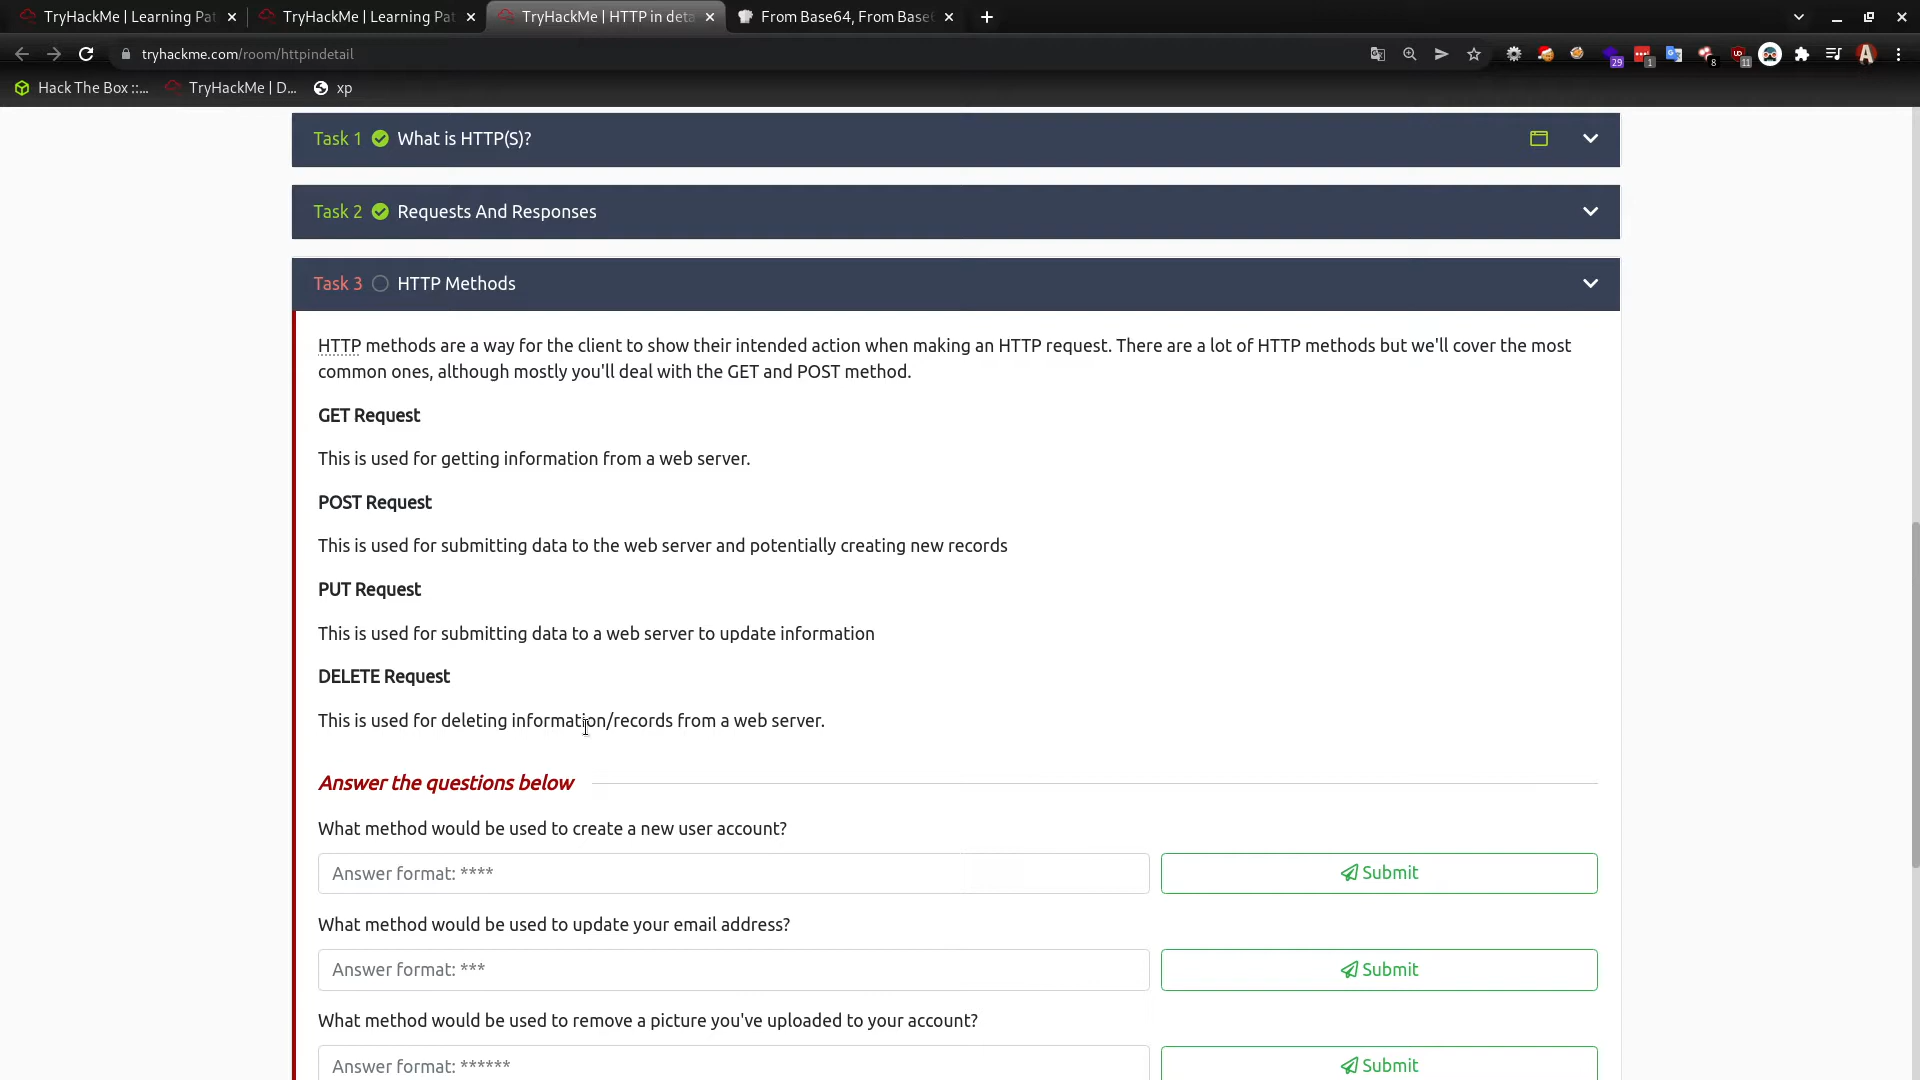 TryHackMe | Learning Pat
TryHackMe | Learning Pat
TryHackMe | HTTP in deta
From Base64, From Base6
tryhackme.com/room/httpindetail
29
1
8
11
Hack The Box ::...
TryHackMe | D...
xp
Task 1 What is HTTP(S)?
Task 2 Requests And Responses
Task 3 HTTP Methods
HTTP methods are a way for the client to show their intended action when making an HTTP request. There are a lot of HTTP methods but we'll cover the most
common ones, although mostly you'll deal with the GET and POST method.
GET Request
This is used for getting information from a web server.
POST Request
This is used for submitting data to the web server and potentially creating new records
PUT Request
This is used for submitting data to a web server to update information
DELETE Request
This is used for deleting information/records from a web server.
Answer the questions below
What method would be used to create a new user account?
Answer format: ****
Submit
What method would be used to update your email address?
Answer format: ***
Submit
What method would be used to remove a picture you've uploaded to your account?
Answer format: ******
Submit